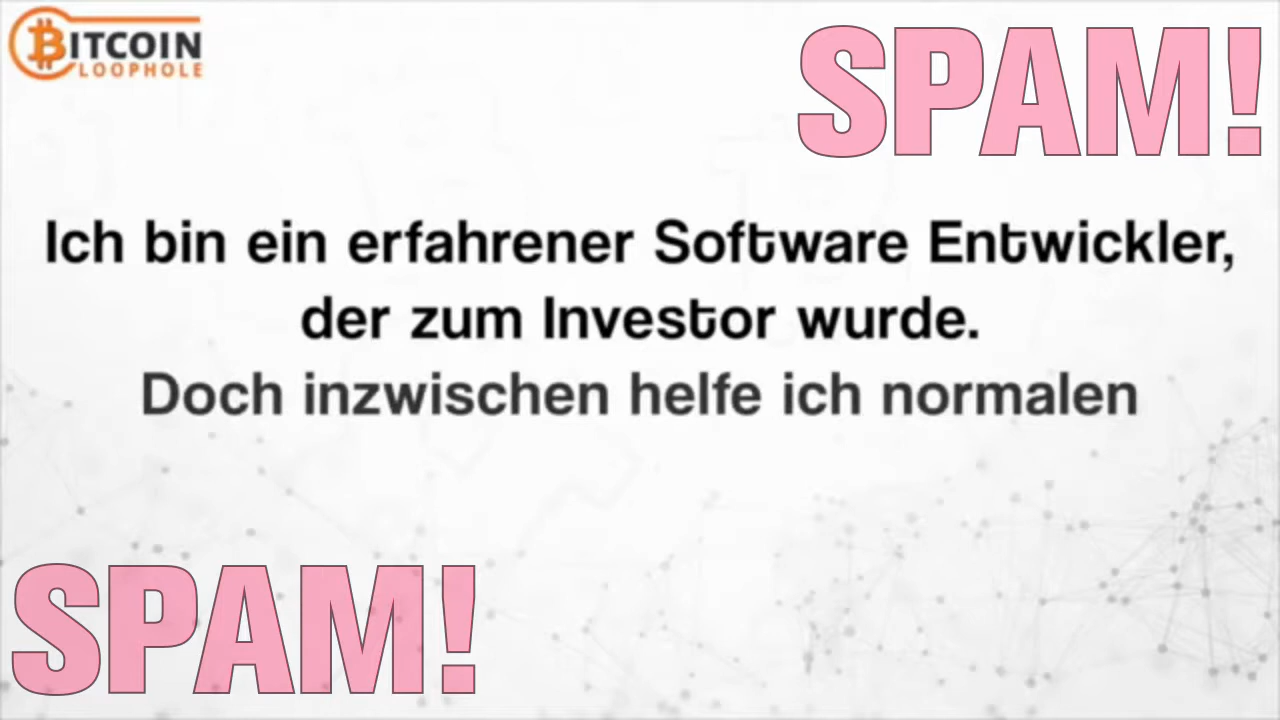 BITCOIN
LOOPHOLE
SPAM!
Ich bin ein erfahrener Software Entwickler,
der zum Investor wurde.
Doch inzwischen helfe ich normalen
SPAM!